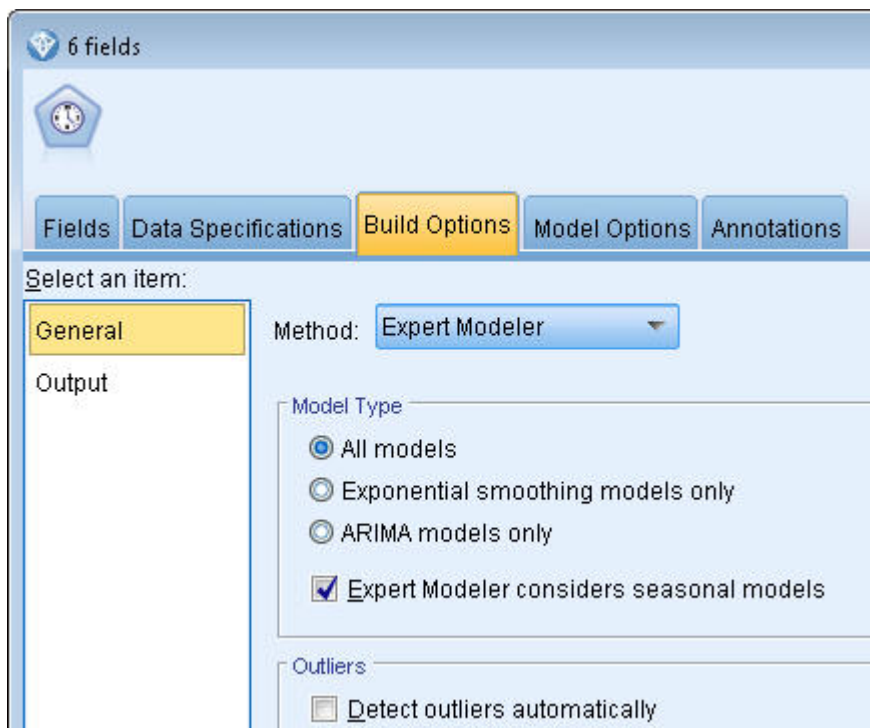 6 fields
Fields Data Specifications Build Options Model Options Annotations
Select an item:
General
Output
Method: Expert Modeler
Model Type
All models
Exponential smoothing models only
ARIMA models only
Expert Modeler considers seasonal models
Outliers
Detect outliers automatically